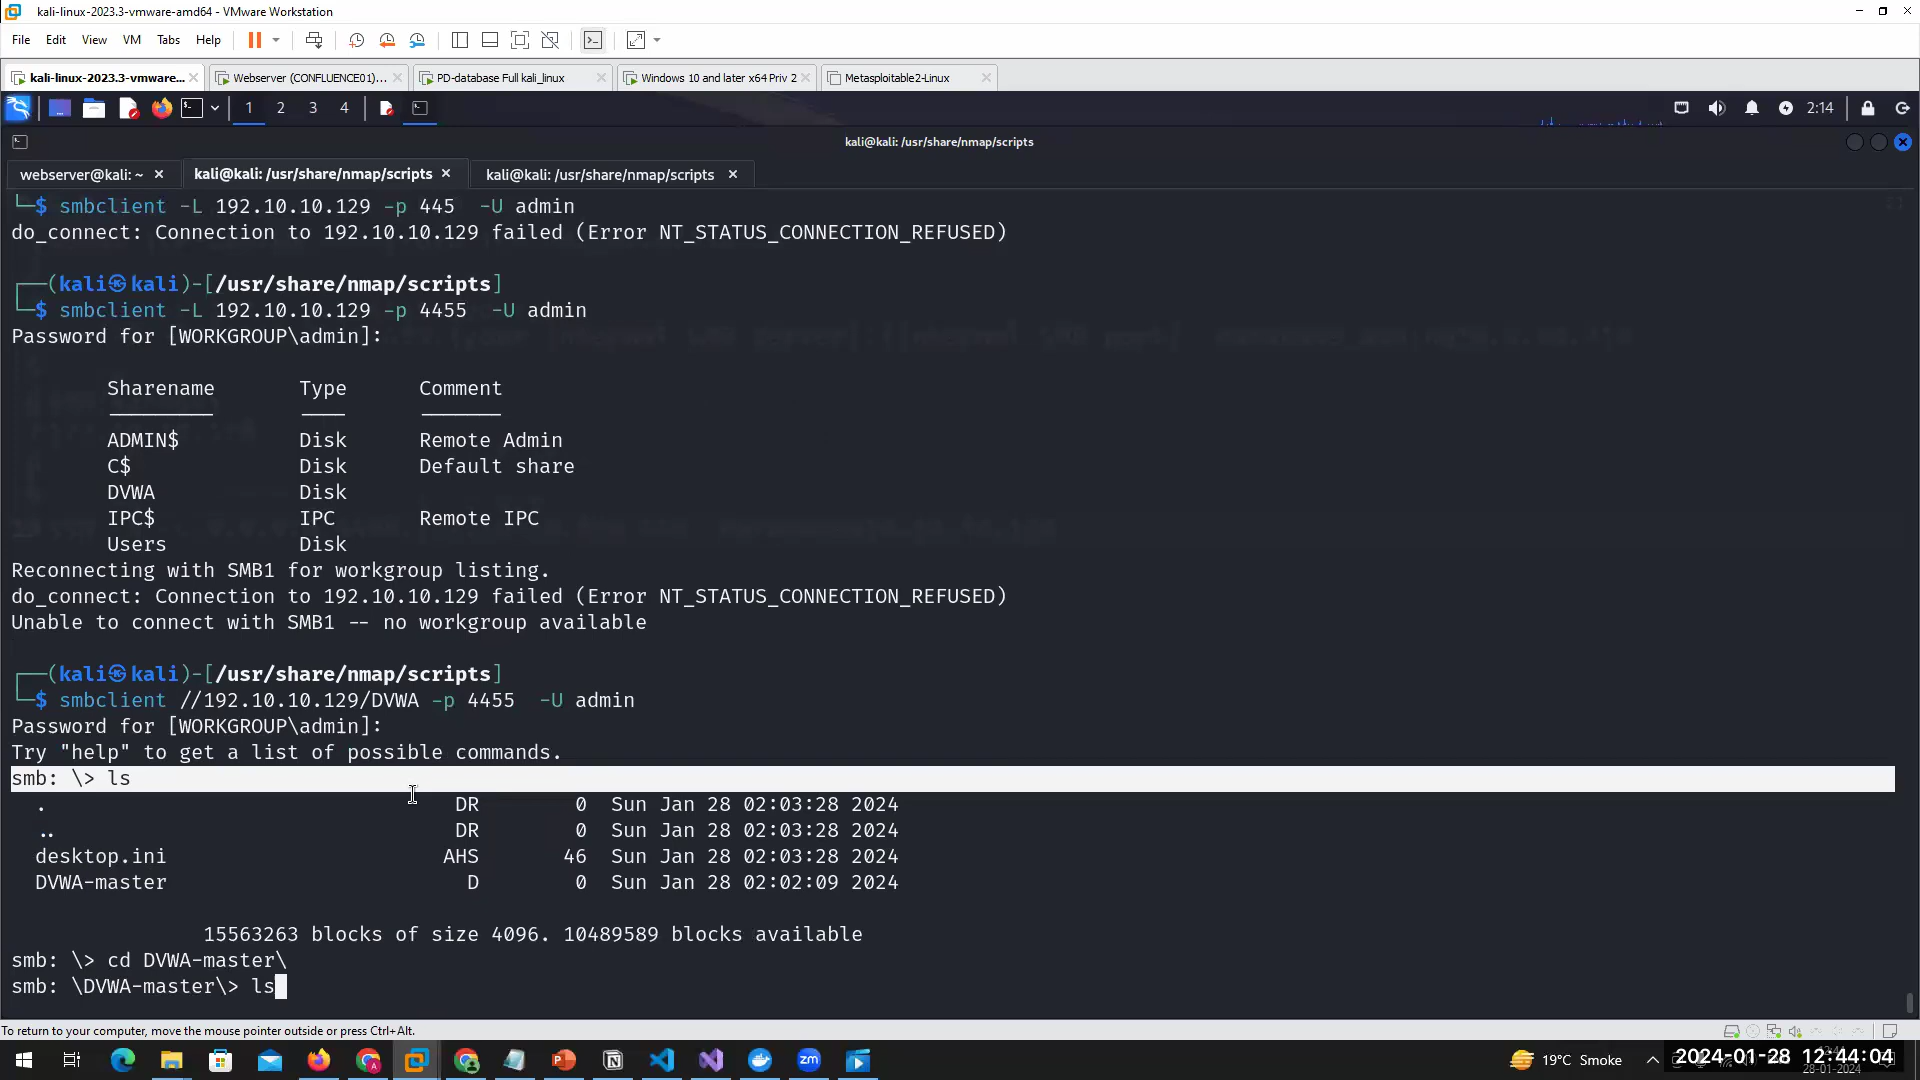 kali-linux-2023.3-vmware-amd64 - VMware Workstation
File Edit View VM Tabs Help
kali-linux-2023.3-vmware... Webserver (CONFLUENCE01)... PD-database Full kali_linux Windows 10 and later x64 Priv 2 Metasploitable2-Linux
1 2 3 4 2:14
kali@kali: /usr/share/nmap/scripts
webserver@kali: ~ kali@kali: /usr/share/nmap/scripts kali@kali: /usr/share/nmap/scripts
└─$ smbclient -L 192.10.10.129 -p 445 -U admin
do_connect: Connection to 192.10.10.129 failed (Error NT_STATUS_CONNECTION_REFUSED)
┌──(kali㉿kali)-[/usr/share/nmap/scripts]
└─$ smbclient -L 192.10.10.129 -p 4455 -U admin
Password for [WORKGROUP\admin]:
Sharename Type Comment
--------- ---- -------
ADMIN$ Disk Remote Admin
C$ Disk Default share
DVWA Disk
IPC$ IPC Remote IPC
Users Disk
Reconnecting with SMB1 for workgroup listing.
do_connect: Connection to 192.10.10.129 failed (Error NT_STATUS_CONNECTION_REFUSED)
Unable to connect with SMB1 -- no workgroup available
┌──(kali㉿kali)-[/usr/share/nmap/scripts]
└─$ smbclient //192.10.10.129/DVWA -p 4455 -U admin
Password for [WORKGROUP\admin]:
Try "help" to get a list of possible commands.
smb: \> ls
. DR 0 Sun Jan 28 02:03:28 2024
.. DR 0 Sun Jan 28 02:03:28 2024
desktop.ini AHS 46 Sun Jan 28 02:03:28 2024
DVWA-master D 0 Sun Jan 28 02:02:09 2024
15563263 blocks of size 4096. 10489589 blocks available
smb: \> cd DVWA-master\
smb: \DVWA-master\> ls
To return to your computer, move the mouse pointer outside or press Ctrl+Alt.
19°C Smoke 2024-01-28 12:44:04
28-01-2024